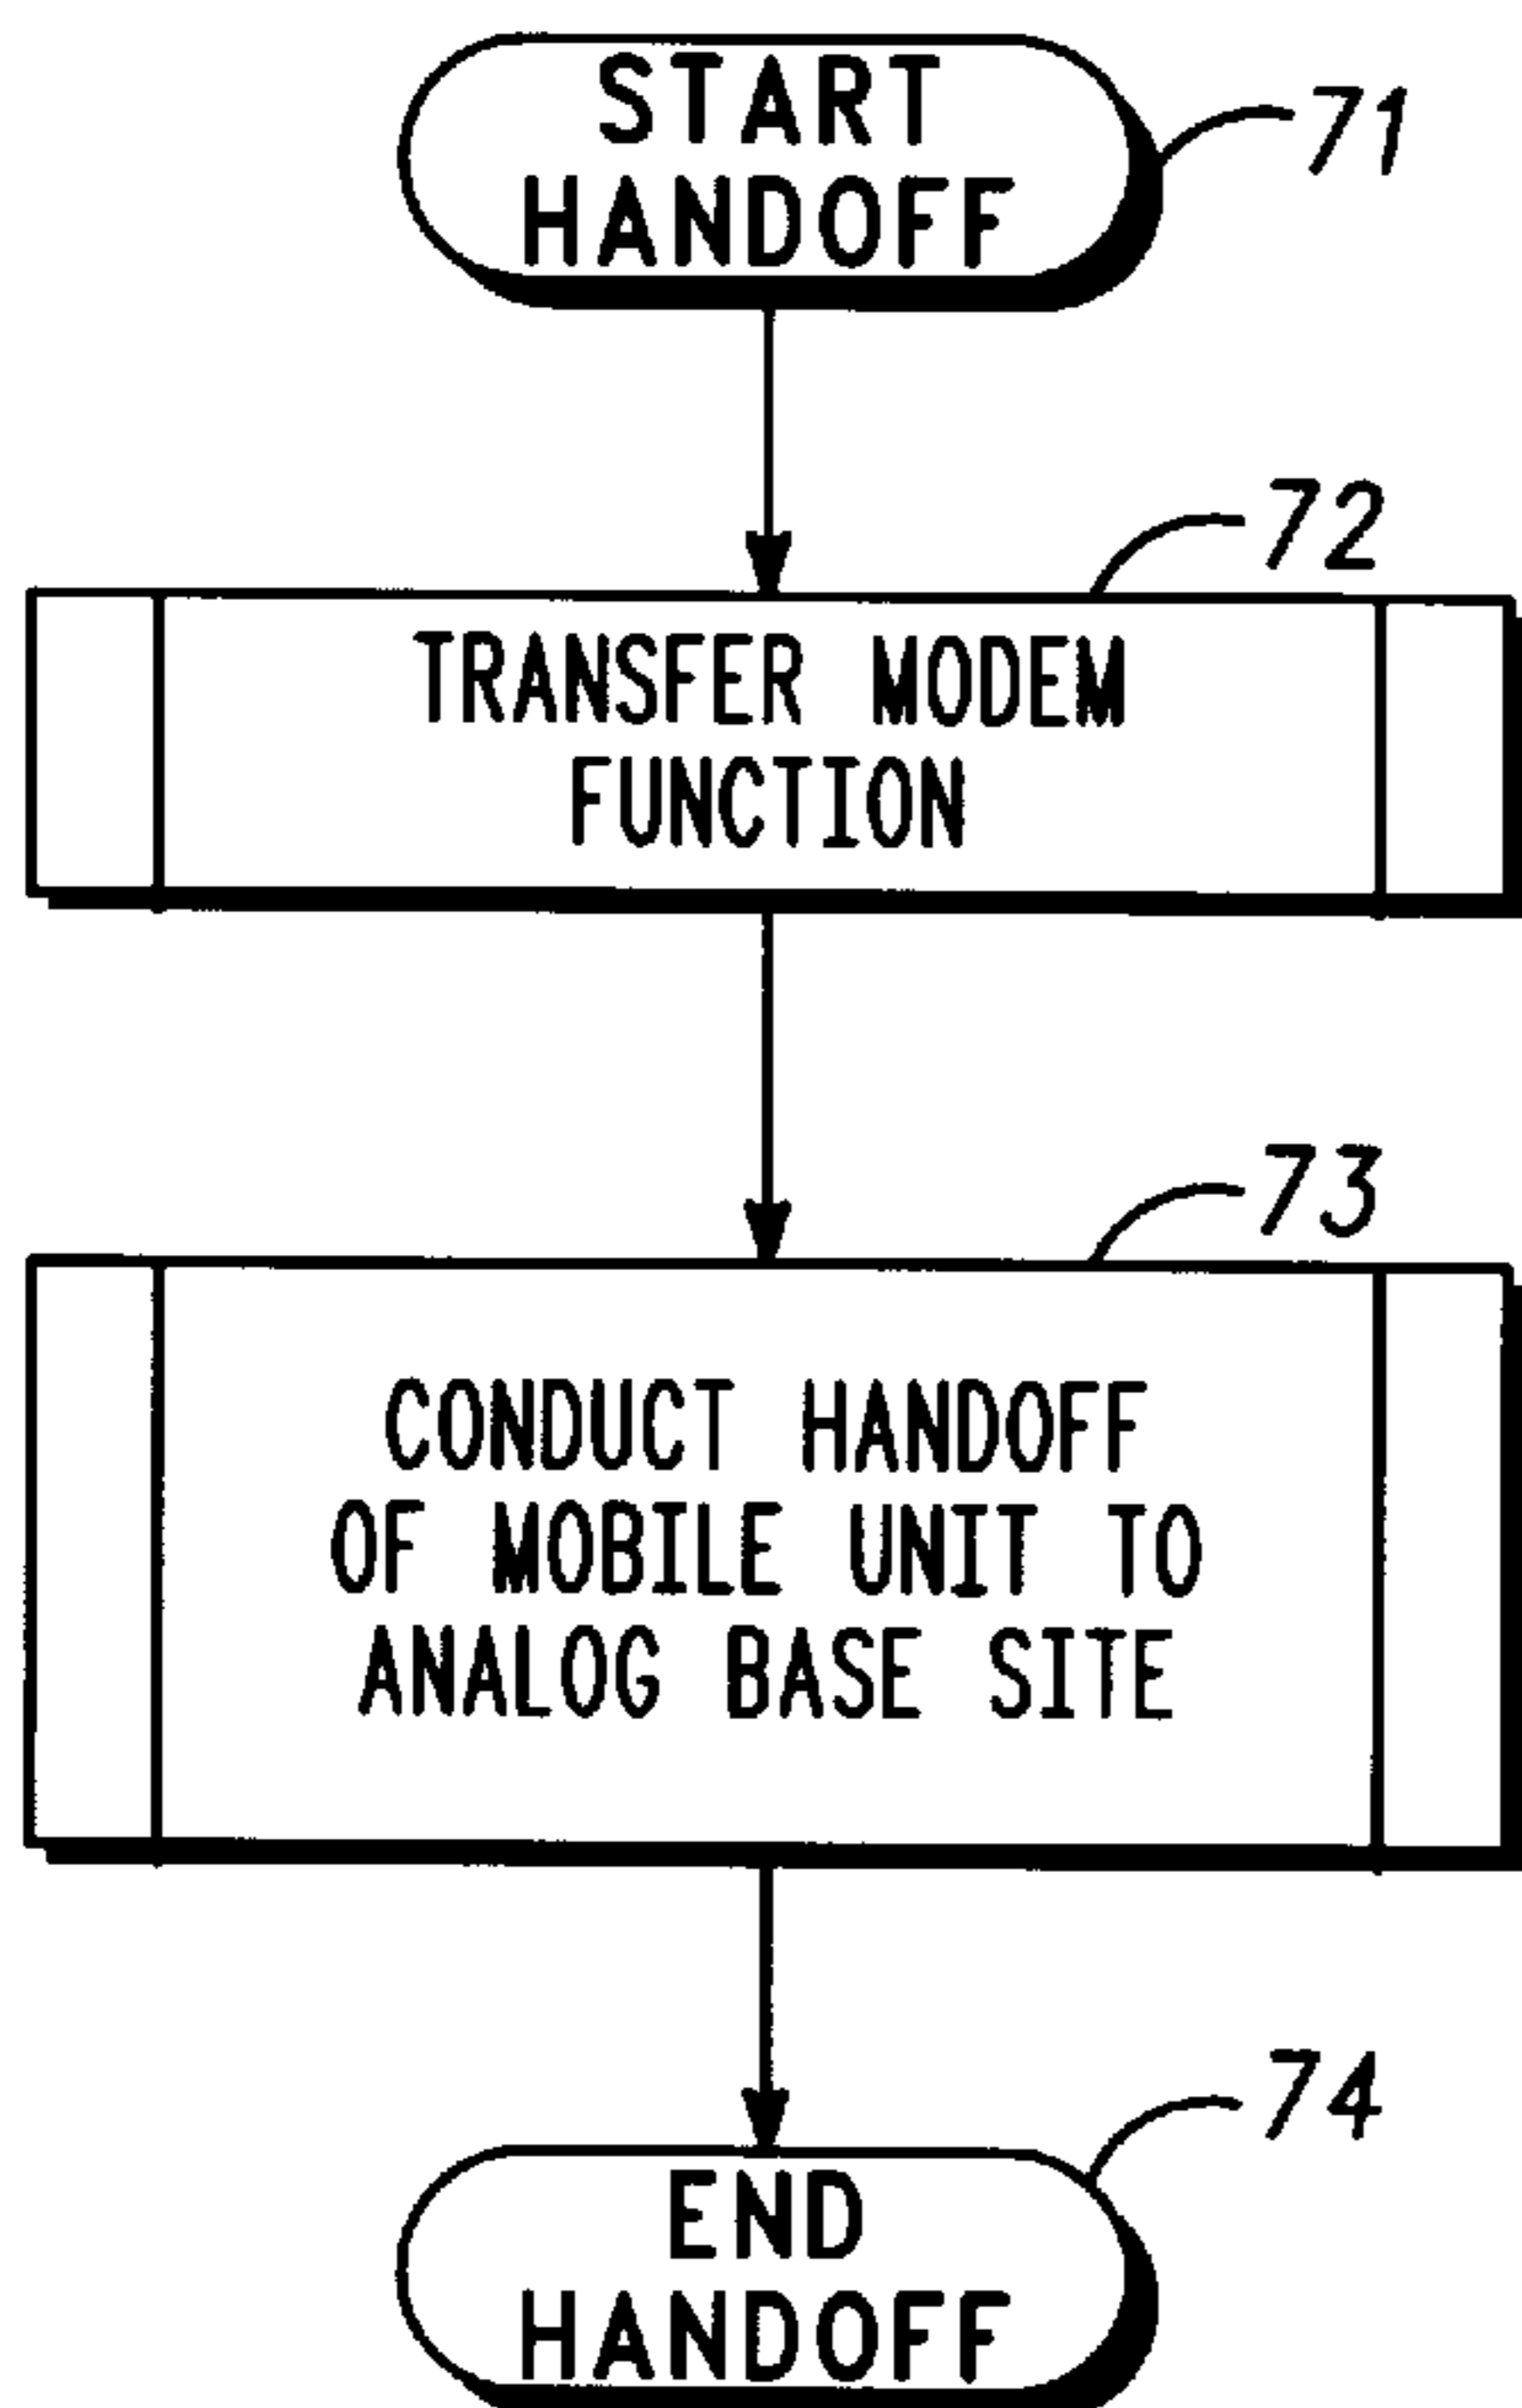 START
HANDOFF
71
72
TRANSFER MODEM
FUNCTION
73
CONDUCT HANDOFF
OF MOBILE UNIT TO
ANALOG BASE SITE
74
END
HANDOFF